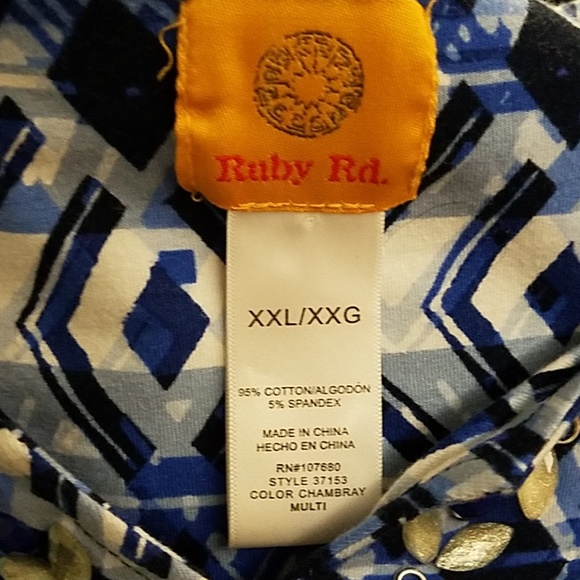 Ruby Rd.
XXL/XXG
95% COTTON/ALGODÓN
5% SPANDEX
MADE IN CHINA
HECHO EN CHINA
RN#107680
STYLE 37153
COLOR CHAMBRAY
MULTI